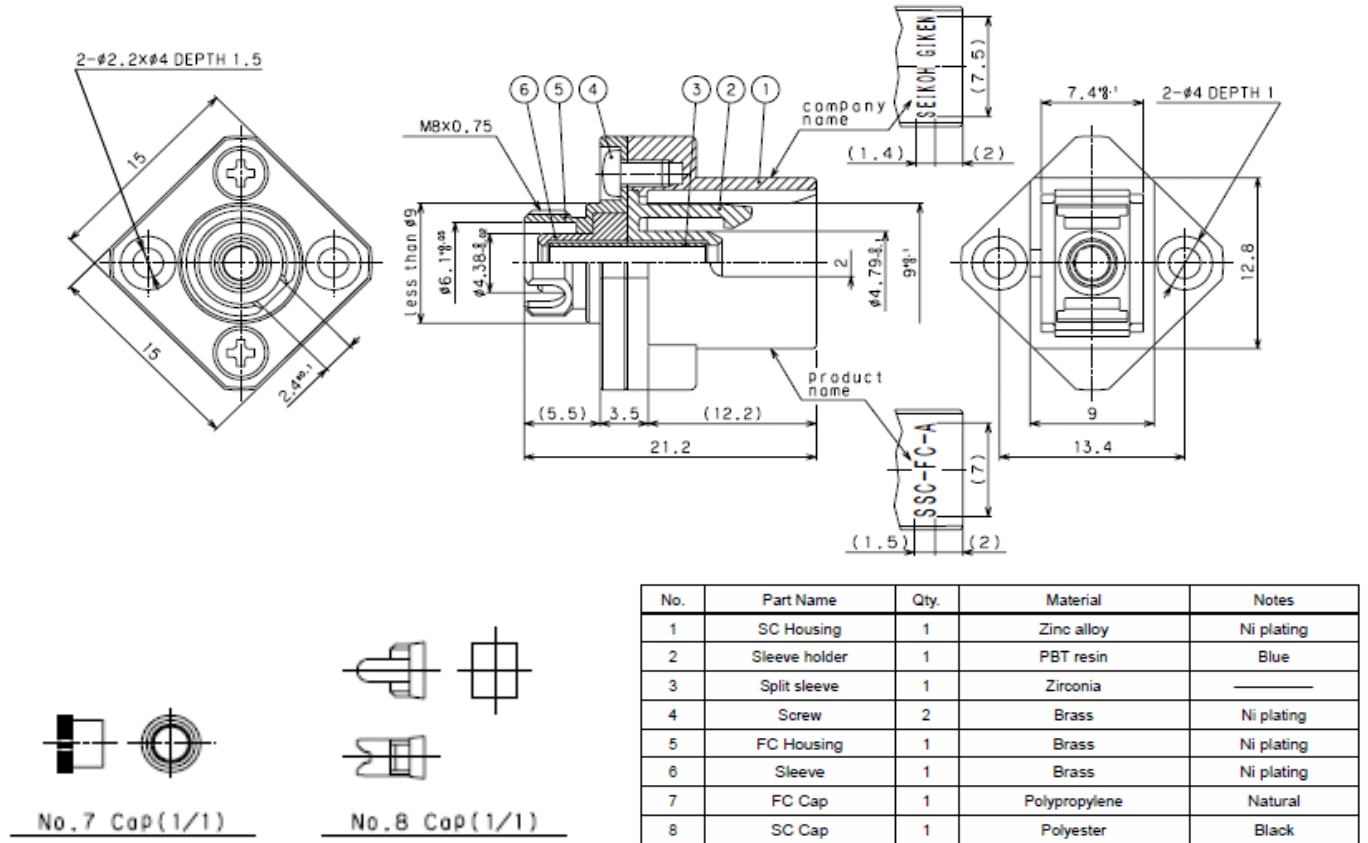 2-ø2.2Xø4 DEPTH 1.5
15
15
2.4
6
5
4
3
2
1
M8X0.75
less than ø9
ø6.1
ø4.38
2
ø4.79
9
company
name
SEIKOH GIKEN
(7.5)
(1.4)
(2)
(5.5)
3.5
(12.2)
21.2
product
name
SSC-FC-A
(7)
(1.5)
(2)
7.4
2-ø4 DEPTH 1
12.8
9
13.4
No.7 Cap(1/1)
No.8 Cap(1/1)
No. Part Name Qty. Material Notes
1 SC Housing 1 Zinc alloy Ni plating
2 Sleeve holder 1 PBT resin Blue
3 Split sleeve 1 Zirconia
4 Screw 2 Brass Ni plating
5 FC Housing 1 Brass Ni plating
6 Sleeve 1 Brass Ni plating
7 FC Cap 1 Polypropylene Natural
8 SC Cap 1 Polyester Black